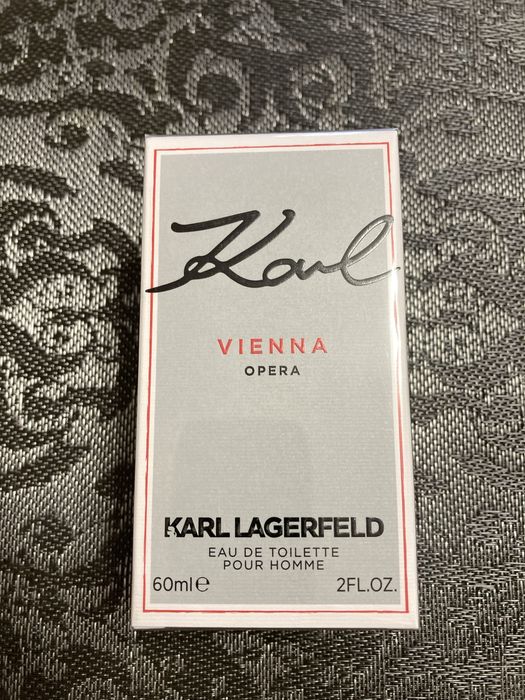 Karl
VIENNA
OPERA
KARL LAGERFELD
EAU DE TOILETTE
POUR HOMME
60ml℮ 2FL.OZ.